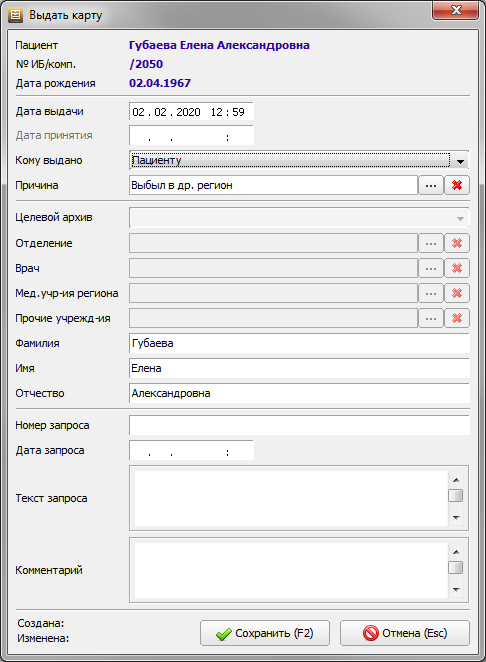 Выдать карту
Пациент Губаева Елена Александровна
№ ИБ/комп. /2050
Дата рождения 02.04.1967
Дата выдачи 02.02.2020 12:59
Дата принятия . . :
Кому выдано Пациенту
Причина Выбыл в др. регион ...
Целевой архив
Отделение ...
Врач ...
Мед.учр-ия региона ...
Прочие учрежд-ия ...
Фамилия Губаева
Имя Елена
Отчество Александровна
Номер запроса
Дата запроса . . :
Текст запроса
Комментарий
Создана:
Изменена:
Сохранить (F2) Отмена (Esc)